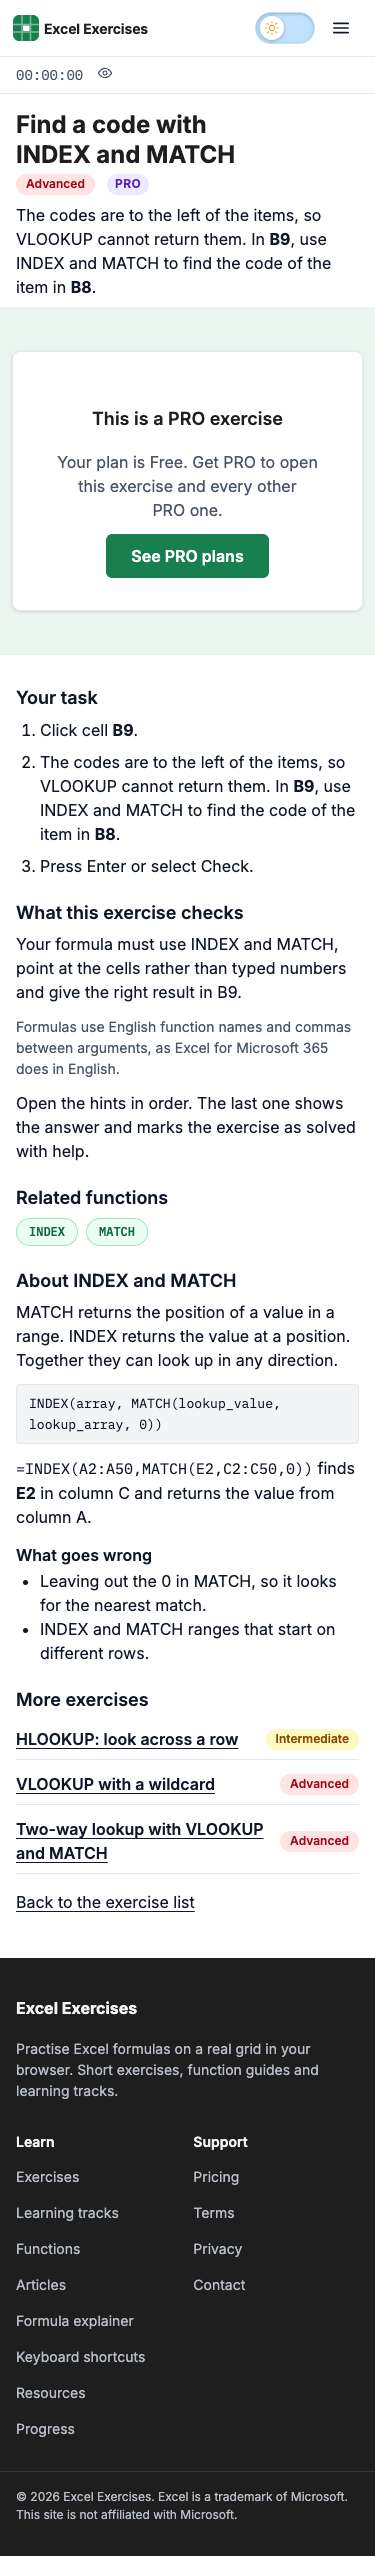 Excel Exercises
00:00:00
Find a code with
INDEX and MATCH
Advanced PRO
The codes are to the left of the items, so
VLOOKUP cannot return them. In B9, use
INDEX and MATCH to find the code of the
item in B8.
This is a PRO exercise
Your plan is Free. Get PRO to open
this exercise and every other
PRO one.
See PRO plans
Your task
1. Click cell B9.
2. The codes are to the left of the items, so
VLOOKUP cannot return them. In B9, use
INDEX and MATCH to find the code of the
item in B8.
3. Press Enter or select Check.
What this exercise checks
Your formula must use INDEX and MATCH,
point at the cells rather than typed numbers
and give the right result in B9.
Formulas use English function names and commas
between arguments, as Excel for Microsoft 365
does in English.
Open the hints in order. The last one shows
the answer and marks the exercise as solved
with help.
Related functions
INDEX MATCH
About INDEX and MATCH
MATCH returns the position of a value in a
range. INDEX returns the value at a position.
Together they can look up in any direction.
INDEX(array, MATCH(lookup_value,
lookup_array, 0))
=INDEX(A2:A50,MATCH(E2,C2:C50,0)) finds
E2 in column C and returns the value from
column A.
What goes wrong
• Leaving out the 0 in MATCH, so it looks
for the nearest match.
• INDEX and MATCH ranges that start on
different rows.
More exercises
HLOOKUP: look across a row Intermediate
VLOOKUP with a wildcard Advanced
Two-way lookup with VLOOKUP
and MATCH Advanced
Back to the exercise list
Excel Exercises
Practise Excel formulas on a real grid in your
browser. Short exercises, function guides and
learning tracks.
Learn
Exercises
Learning tracks
Functions
Articles
Formula explainer
Keyboard shortcuts
Resources
Progress
Support
Pricing
Terms
Privacy
Contact
© 2026 Excel Exercises. Excel is a trademark of Microsoft.
This site is not affiliated with Microsoft.